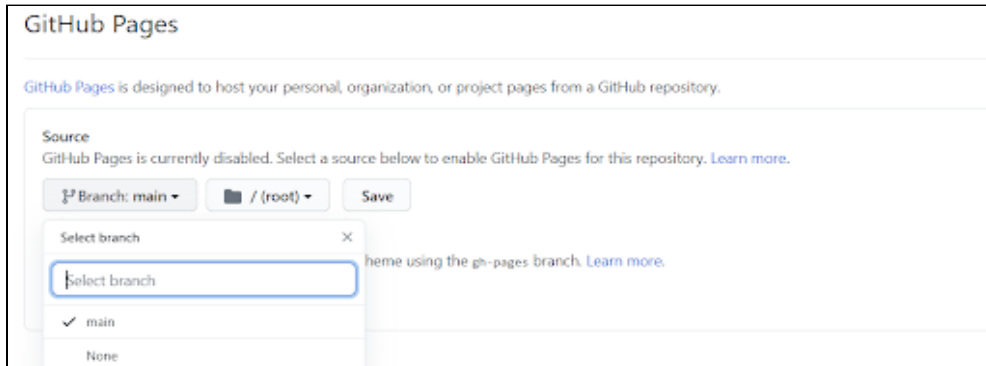 GitHub Pages
GitHub Pages is designed to host your personal, organization, or project pages from a GitHub repository.
Source
GitHub Pages is currently disabled. Select a source below to enable GitHub Pages for this repository. Learn more.
Branch: main / (root) Save
Select branch
heme using the gh-pages branch. Learn more.
Select branch
main
None